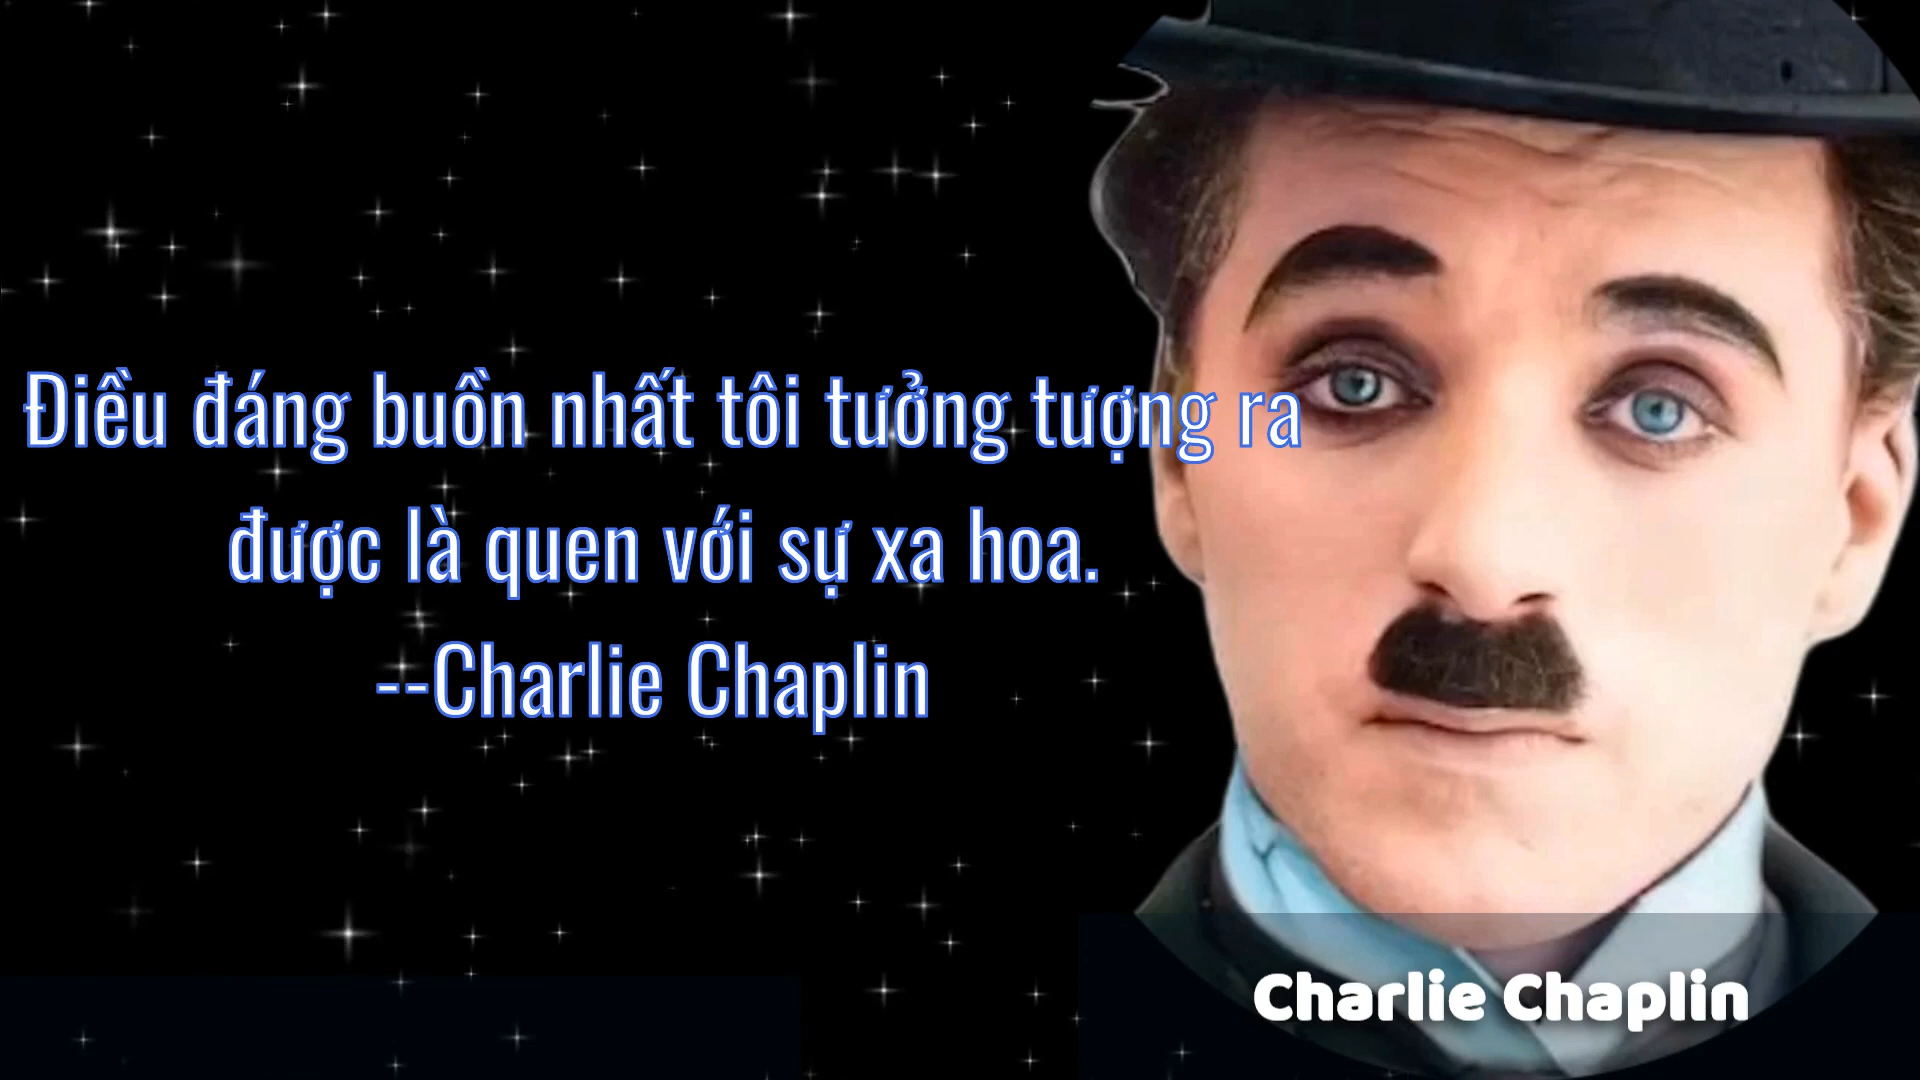 Điều đáng buồn nhất tôi tưởng tượng ra
được là quen với sự xa hoa.
--Charlie Chaplin
Charlie Chaplin